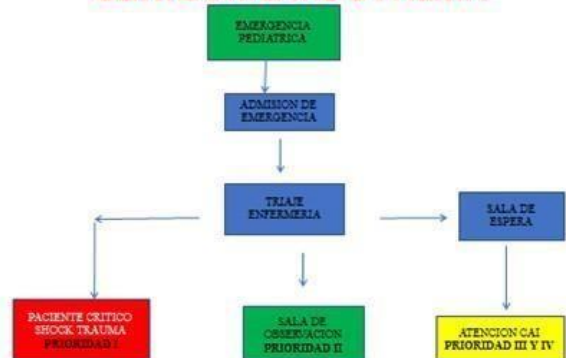 EMERGENCIA
PEDIATRICA
ADMISION DE
EMERGENCIA
TRIAJE
ENFERMERIA
SALA DE
ESPERA
PACIENTE CRITICO
SHOCK TRAUMA
PRIORIDAD I
SALA DE
OBSERVACION
PRIORIDAD II
ATENCION CAI
PRIORIDAD III Y IV